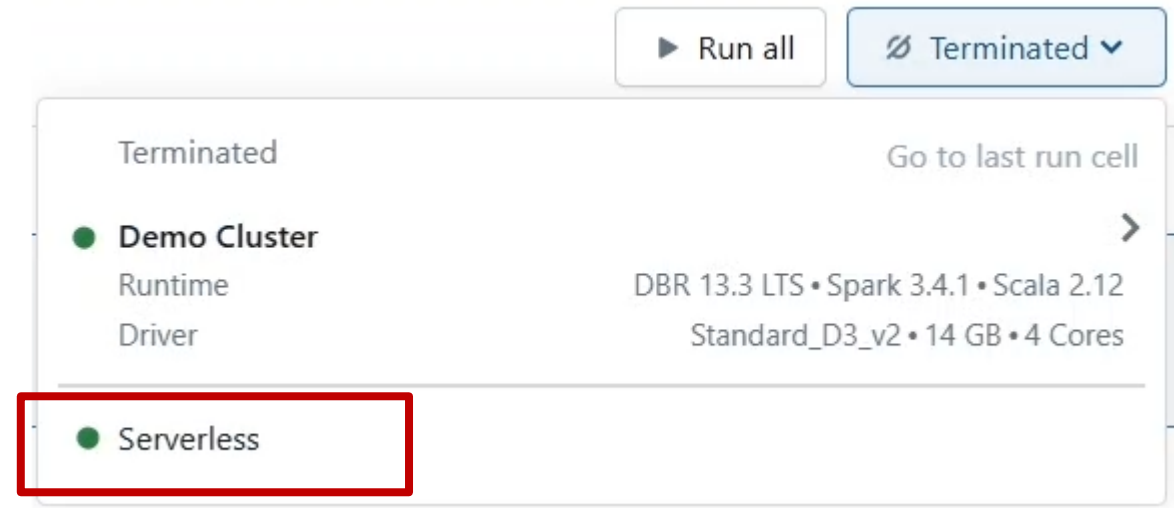 Run all
Terminated
Terminated
Go to last run cell
Demo Cluster
Runtime
DBR 13.3 LTS • Spark 3.4.1 • Scala 2.12
Driver
Standard_D3_v2 • 14 GB • 4 Cores
Serverless